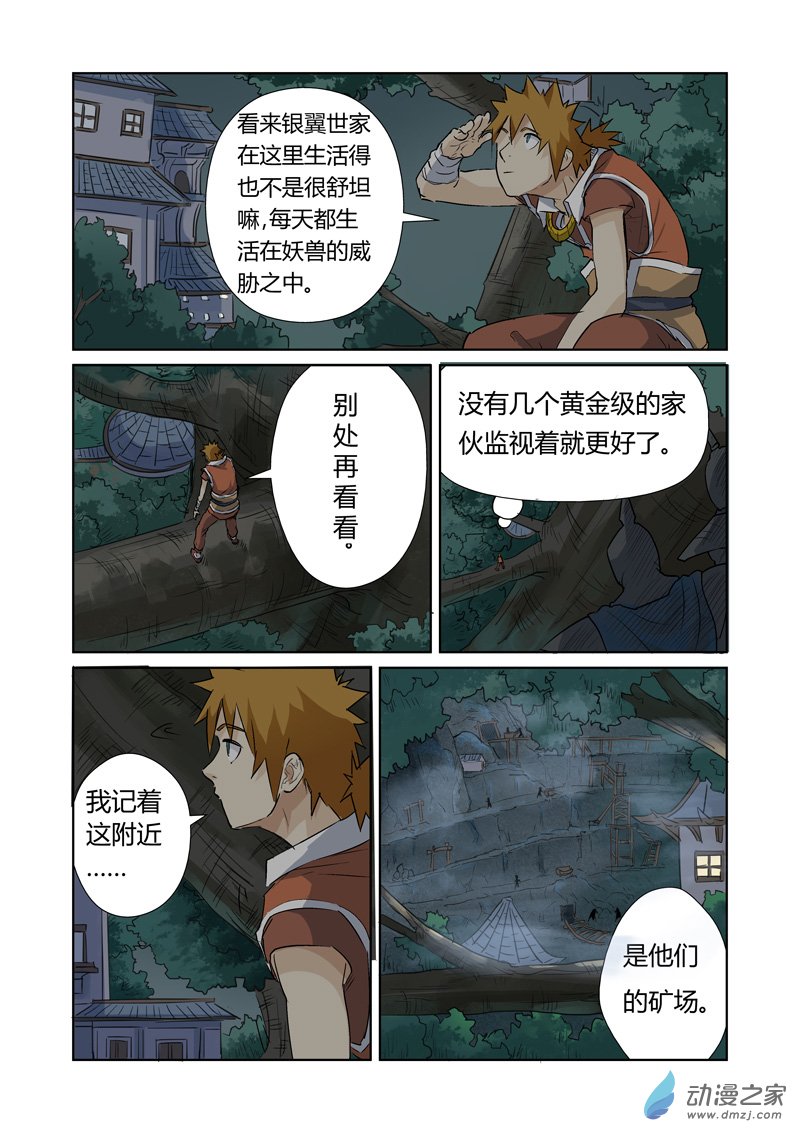 看来银翼世家
在这里生活得
也不是很舒坦
嘛,每天都生
活在妖兽的威
胁之中。
别处再看看。
没有几个黄金级的家
伙监视着就更好了。
我记着
这附近
……
是他们
的矿场。
动漫之家
www.dmzj.com